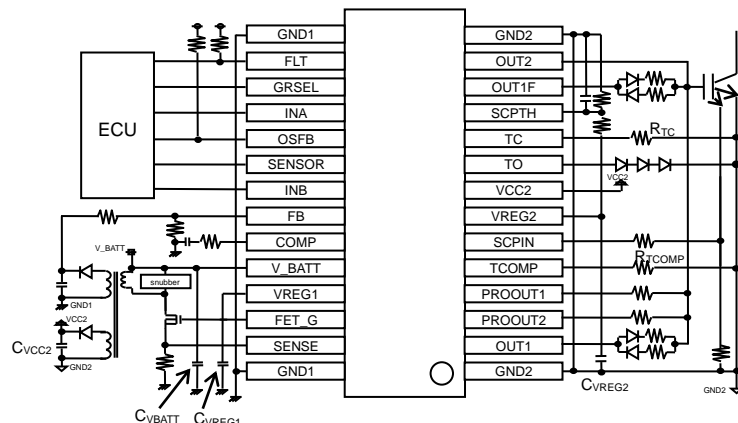 GND1
FLT
GRSEL
INA
OSFB
SENSOR
INB
FB
COMP
V_BATT
VREG1
FET_G
SENSE
GND1
GND2
OUT2
OUT1F
SCPTH
TC
TO
VCC2
VREG2
SCPIN
TCOMP
PROOUT1
PROOUT2
OUT1
GND2
ECU
V_BATT
snubber
GND1
VCC2
CVCC2
GND2
CVBATT
CVREG1
RTC
VCC2
RTCOMP
CVREG2
GND2